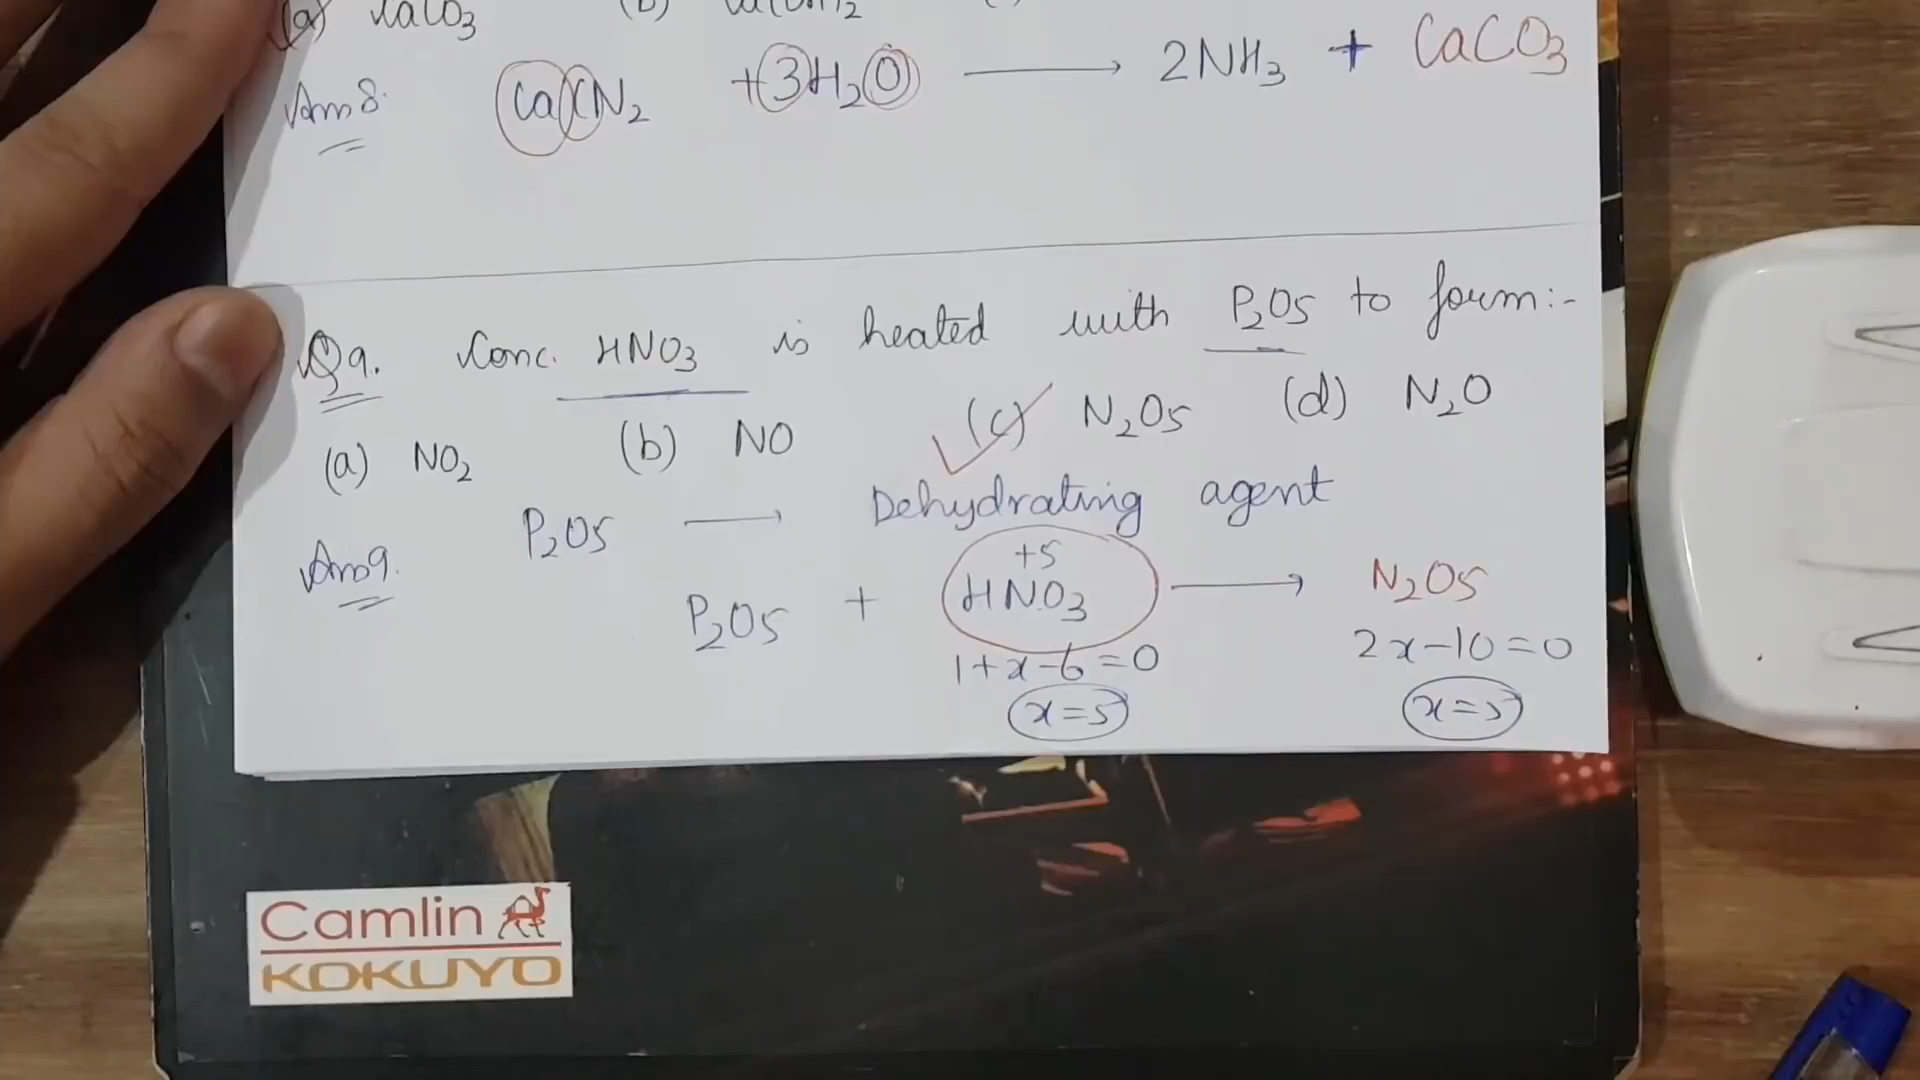 (a) CaCO3 (b)
Ans 8. CaCN2 +3H2O ⟶ 2NH3 + CaCO3
Q9. Conc. HNO3 is heated with P2O5 to form:-
(a) NO2 (b) NO (c) N2O5 (d) N2O
Ans 9. P2O5 ⟶ Dehydrating agent
+5
P2O5 + HNO3 ⟶ N2O5
1+x-6=0 2x-10=0
x=5 x=5
Camlin
KOKUYO